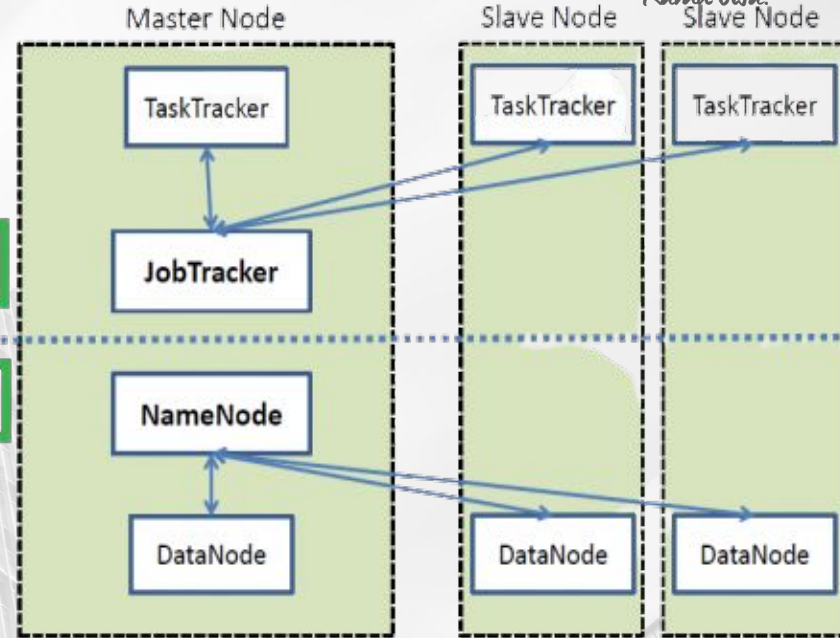 Master Node
Slave Node
Slave Node
TaskTracker
TaskTracker
TaskTracker
JobTracker
NameNode
DataNode
DataNode
DataNode